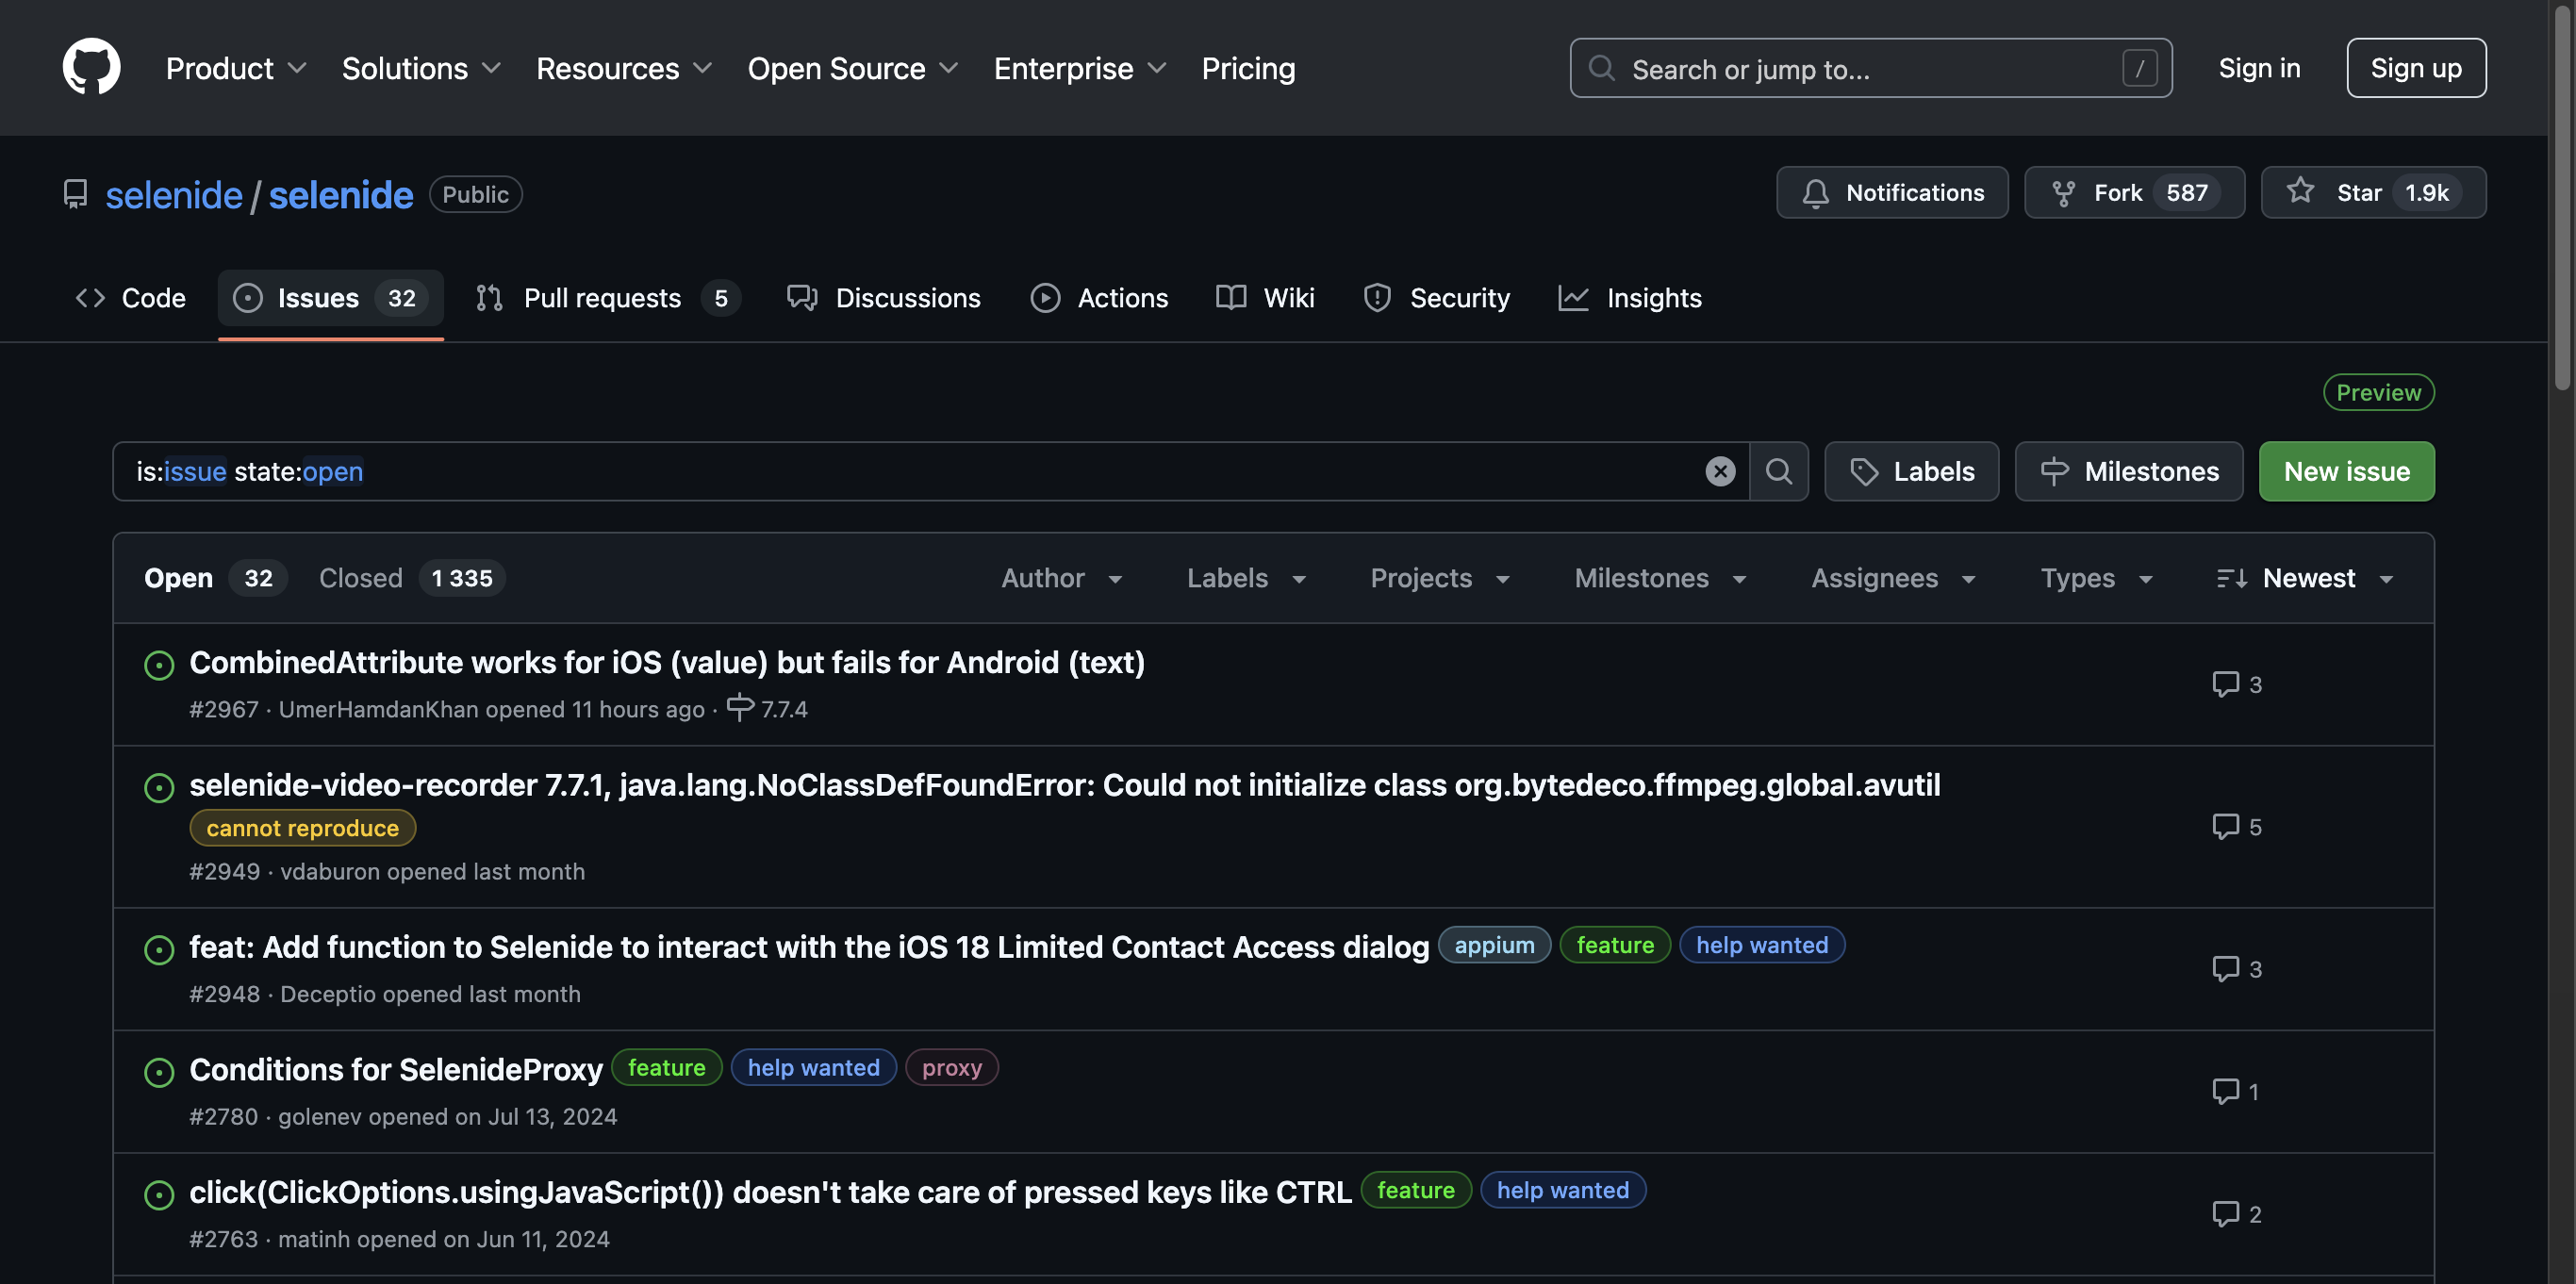 Product Solutions Resources Open Source Enterprise Pricing Search or jump to... / Sign in Sign up
selenide / selenide Public Notifications Fork 587 Star 1.9k
Code Issues 32 Pull requests 5 Discussions Actions Wiki Security Insights
Preview
is:issue state:open Labels Milestones New issue
Open 32 Closed 1 335 Author Labels Projects Milestones Assignees Types Newest
CombinedAttribute works for iOS (value) but fails for Android (text)
#2967 · UmerHamdanKhan opened 11 hours ago · 7.7.4
3
selenide-video-recorder 7.7.1, java.lang.NoClassDefFoundError: Could not initialize class org.bytedeco.ffmpeg.global.avutil
cannot reproduce
5
#2949 · vdaburon opened last month
feat: Add function to Selenide to interact with the iOS 18 Limited Contact Access dialog appium feature help wanted
3
#2948 · Deceptio opened last month
Conditions for SelenideProxy feature help wanted proxy
1
#2780 · golenev opened on Jul 13, 2024
click(ClickOptions.usingJavaScript()) doesn't take care of pressed keys like CTRL feature help wanted
2
#2763 · matinh opened on Jun 11, 2024